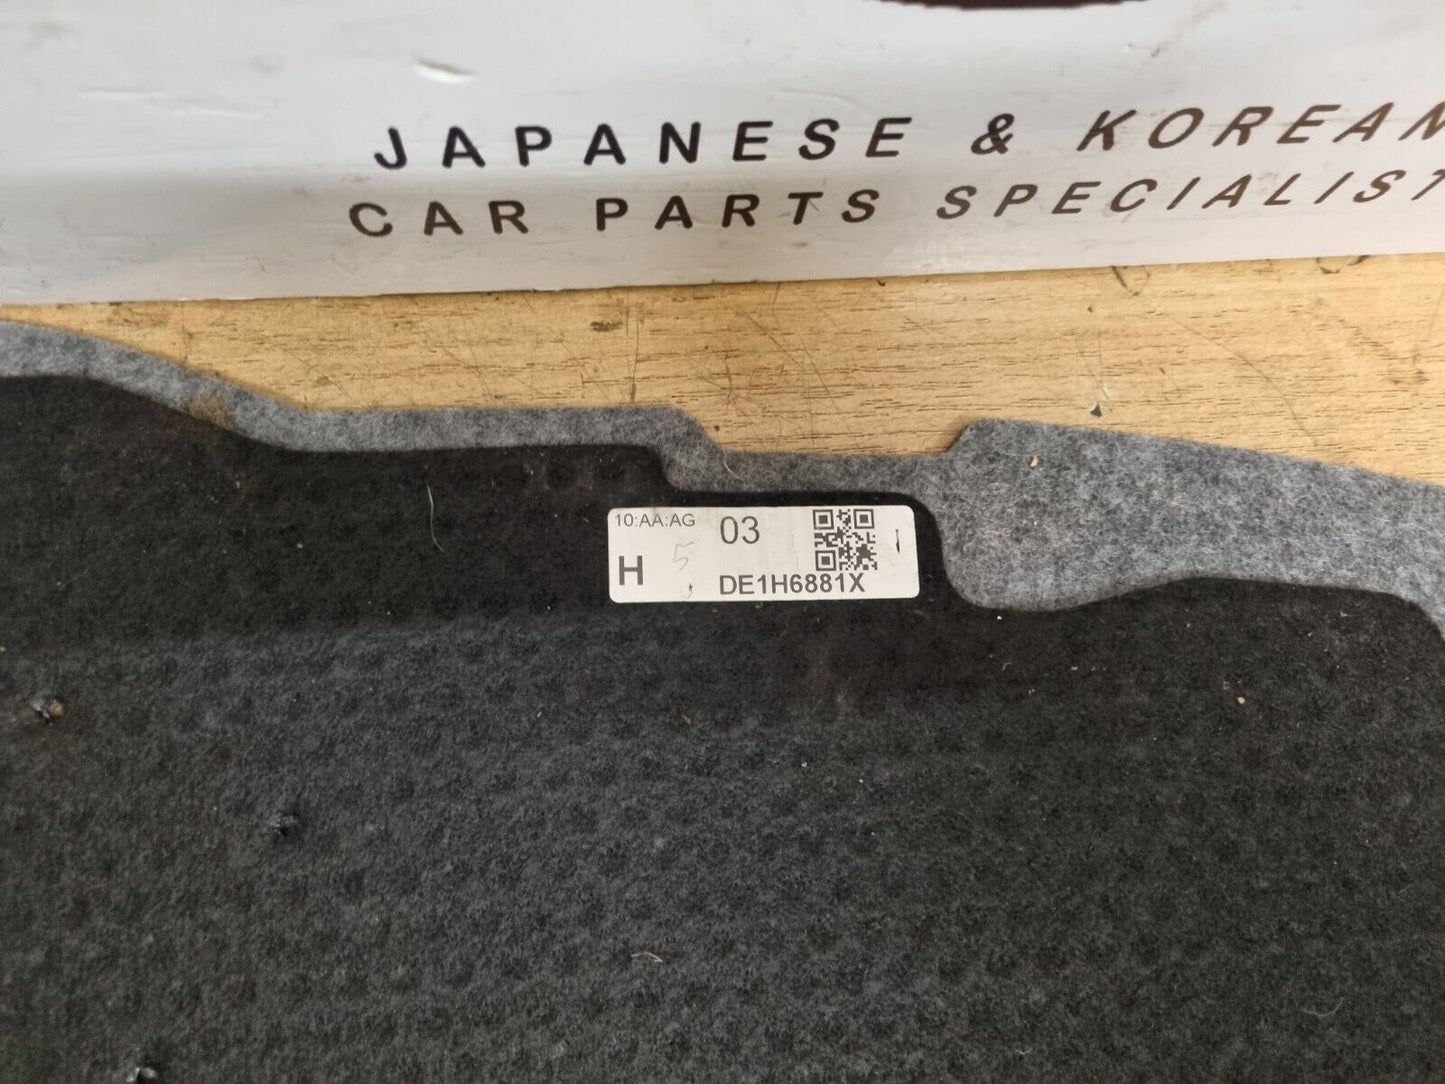 JAPANESE & KOREAN
CAR PARTS SPECIALIST
10:AA:AG
03
H
5
DE1H6881X